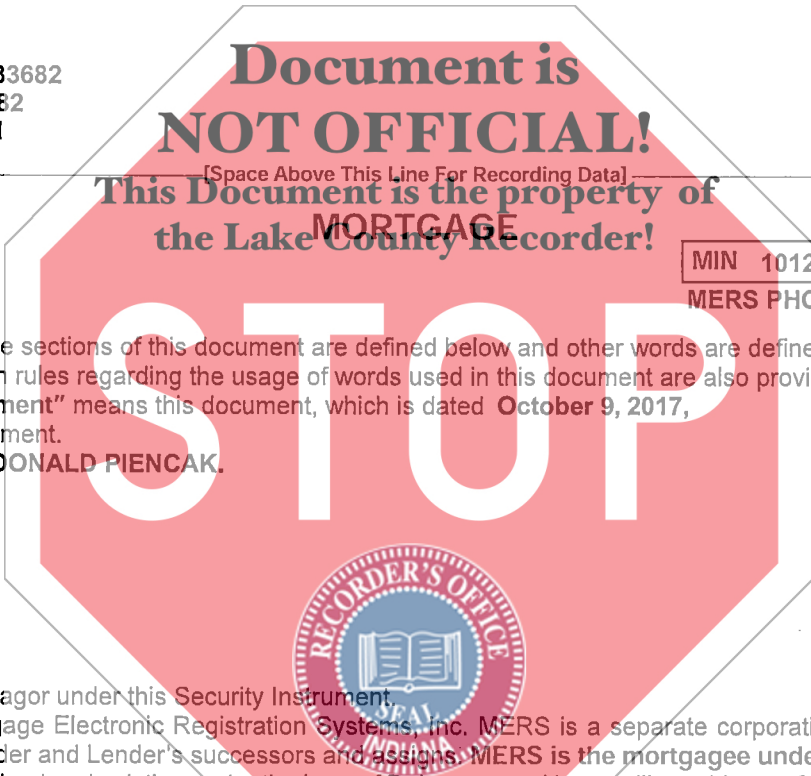 Document is
33682
32
NOT OFFICIAL!
[Space Above This Line For Recording Data]
This Document is the property of
MORTGAGE
the Lake County Recorder!
MIN 1012
MERS PHO
STOP
e sections of this document are defined below and other words are define
n rules regarding the usage of words used in this document are also provi
ment" means this document, which is dated October 9, 2017,
ment.
DONALD PIENCAK.
RECORDER'S OFFICE
SEAL
INDIANA
agor under this Security Instrument.
age Electronic Registration Systems, Inc. MERS is a separate corporati
der and Lender's successors and assigns. MERS is the mortgagee unde